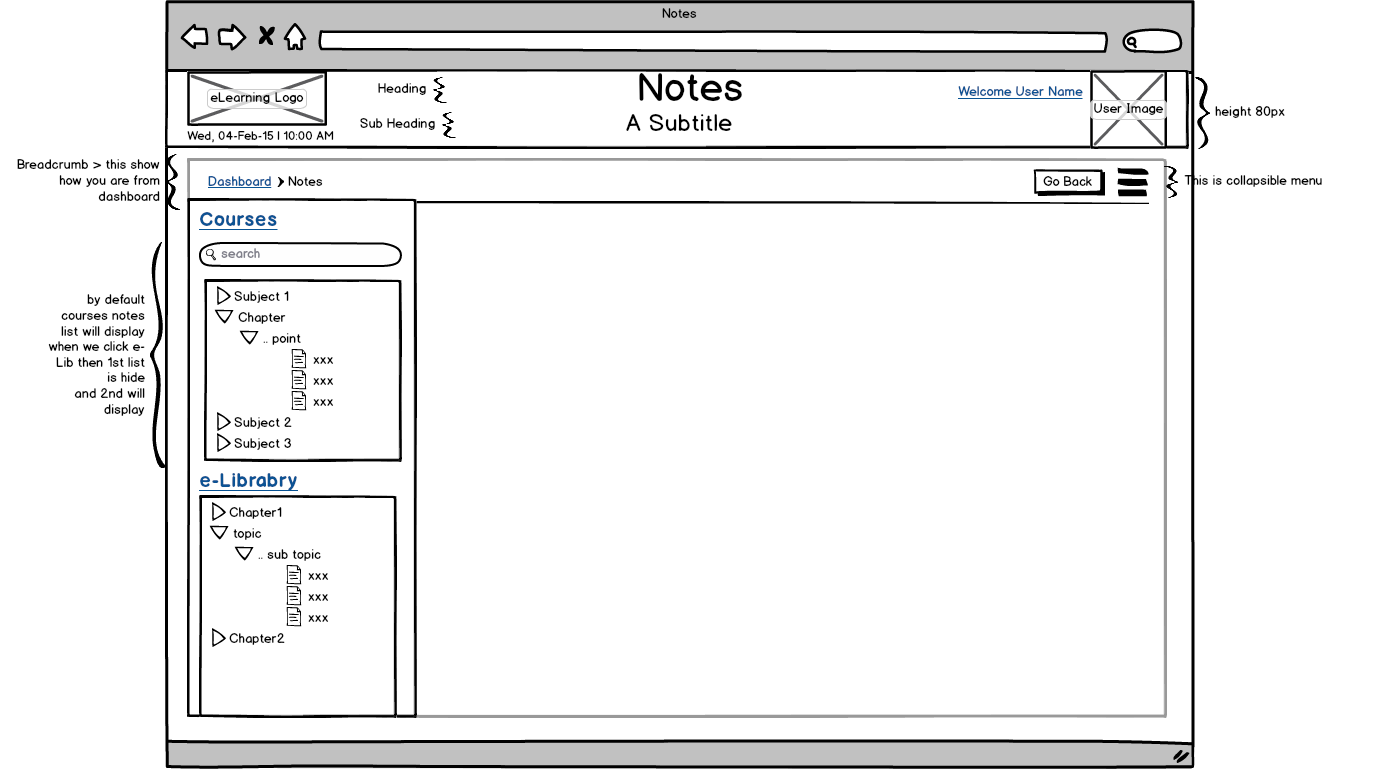 Notes
eLearning Logo
Wed, 04-Feb-15 | 10:00 AM
Heading
Sub Heading
Notes
A Subtitle
Welcome User Name
User Image
height 80px
Breadcrumb > this show
how you are from
dashboard
Dashboard > Notes
Go Back
This is collapsible menu
Courses
search
Subject 1
Chapter
.. point
xxx
xxx
xxx
Subject 2
Subject 3
by default
courses notes
list will display
when we click e-
Lib then 1st list
is hide
and 2nd will
display
e-Librabry
Chapter1
topic
.. sub topic
xxx
xxx
xxx
Chapter2